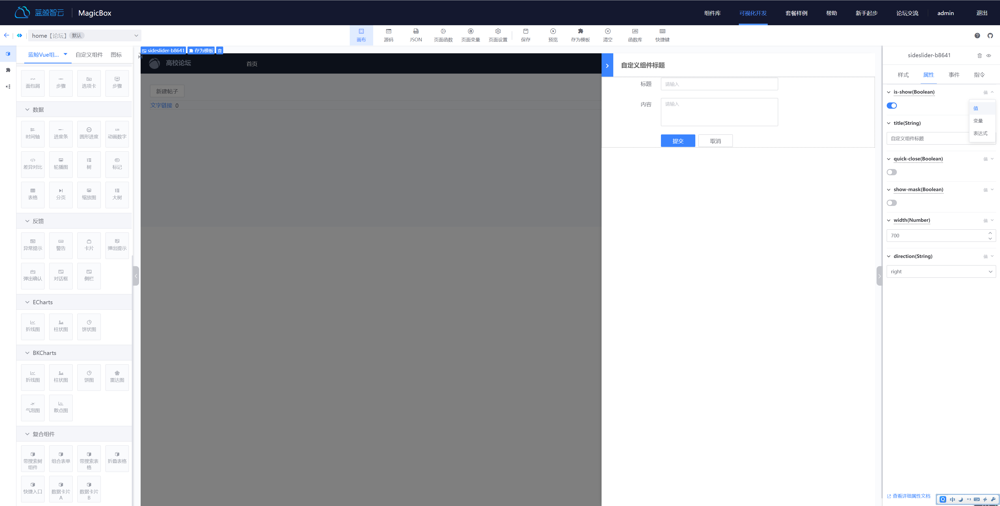 蓝鲸智云 MagicBox 组件库 可视化开发 套餐样例 帮助 新手起步 论坛交流 admin 退出
home【论坛】 默认
画布 源码 JSON 页面函数 页面变量 页面设置 保存 预览 存为模板 清空 函数库 快捷键
蓝鲸Vue组... 自定义组件 图标
面包屑 步骤 选项卡 步骤
数据
时间轴 进度条 圆形进度 动画数字
差异对比 轮播图 树 标记
表格 分页 缩放图 大树
反馈
异常提示 警告 卡片 弹出提示
弹出确认 对话框 侧栏
ECharts
折线图 柱状图 饼状图
BKCharts
折线图 柱状图 饼图 雷达图
气泡图 散点图
复合组件
带搜索树组件 组合表单 带搜索表格 折叠表格
快捷入口 数据卡片A 数据卡片B
sideslider-b8641 存为模板
高校论坛 首页
新建帖子
文字链接 0
自定义组件标题
标题 请输入
内容 请输入
提交 取消
sideslider-b8641
样式 属性 事件 指令
is-show(Boolean) 值
值
变量
表达式
title(String)
自定义组件标题
quick-close(Boolean) 值
show-mask(Boolean) 值
width(Number) 值
700
direction(String) 值
right
查看详细属性文档
中